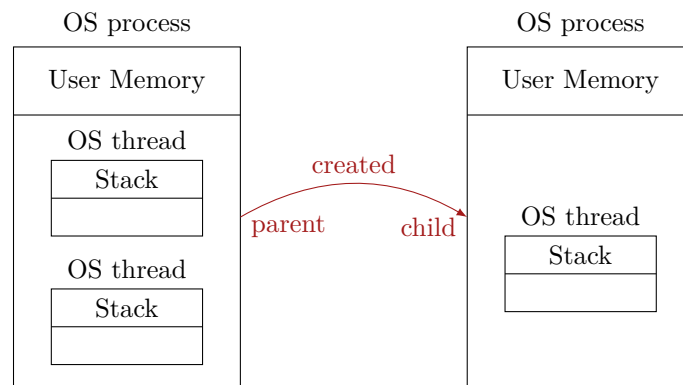 OS process
User Memory
OS thread
Stack
OS thread
Stack
created
parent
child
OS process
User Memory
OS thread
Stack